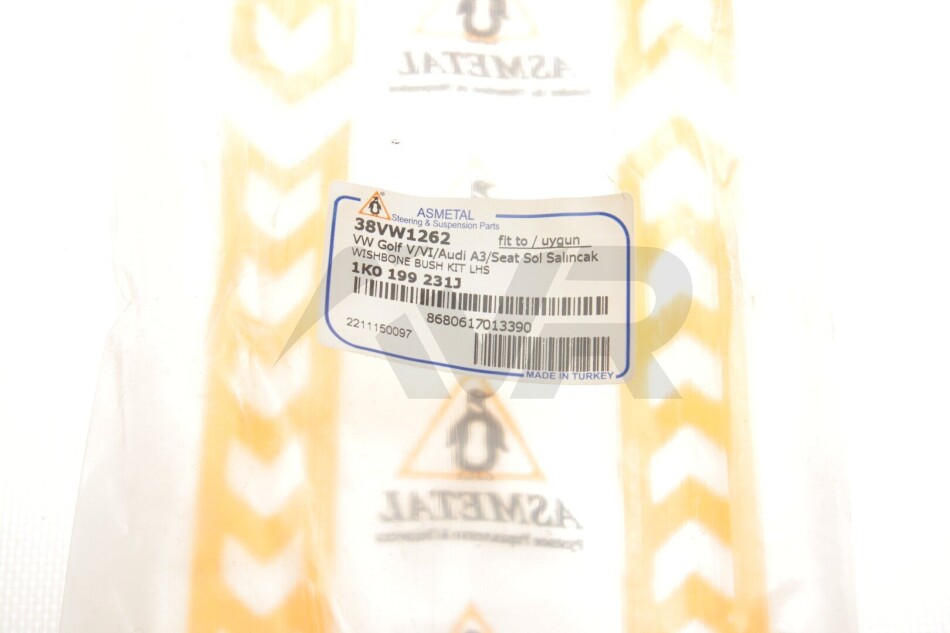 ASMETAL
ASMETAL
Steering & Suspension Parts
38VW1262
fit to / uygun
VW Golf V/VI/Audi A3/Seat Sol Salıncak
WISHBONE BUSH KIT LHS
1K0 199 231J
8680617013390
2211150097
MADE IN TURKEY
AVR
ASMETAL